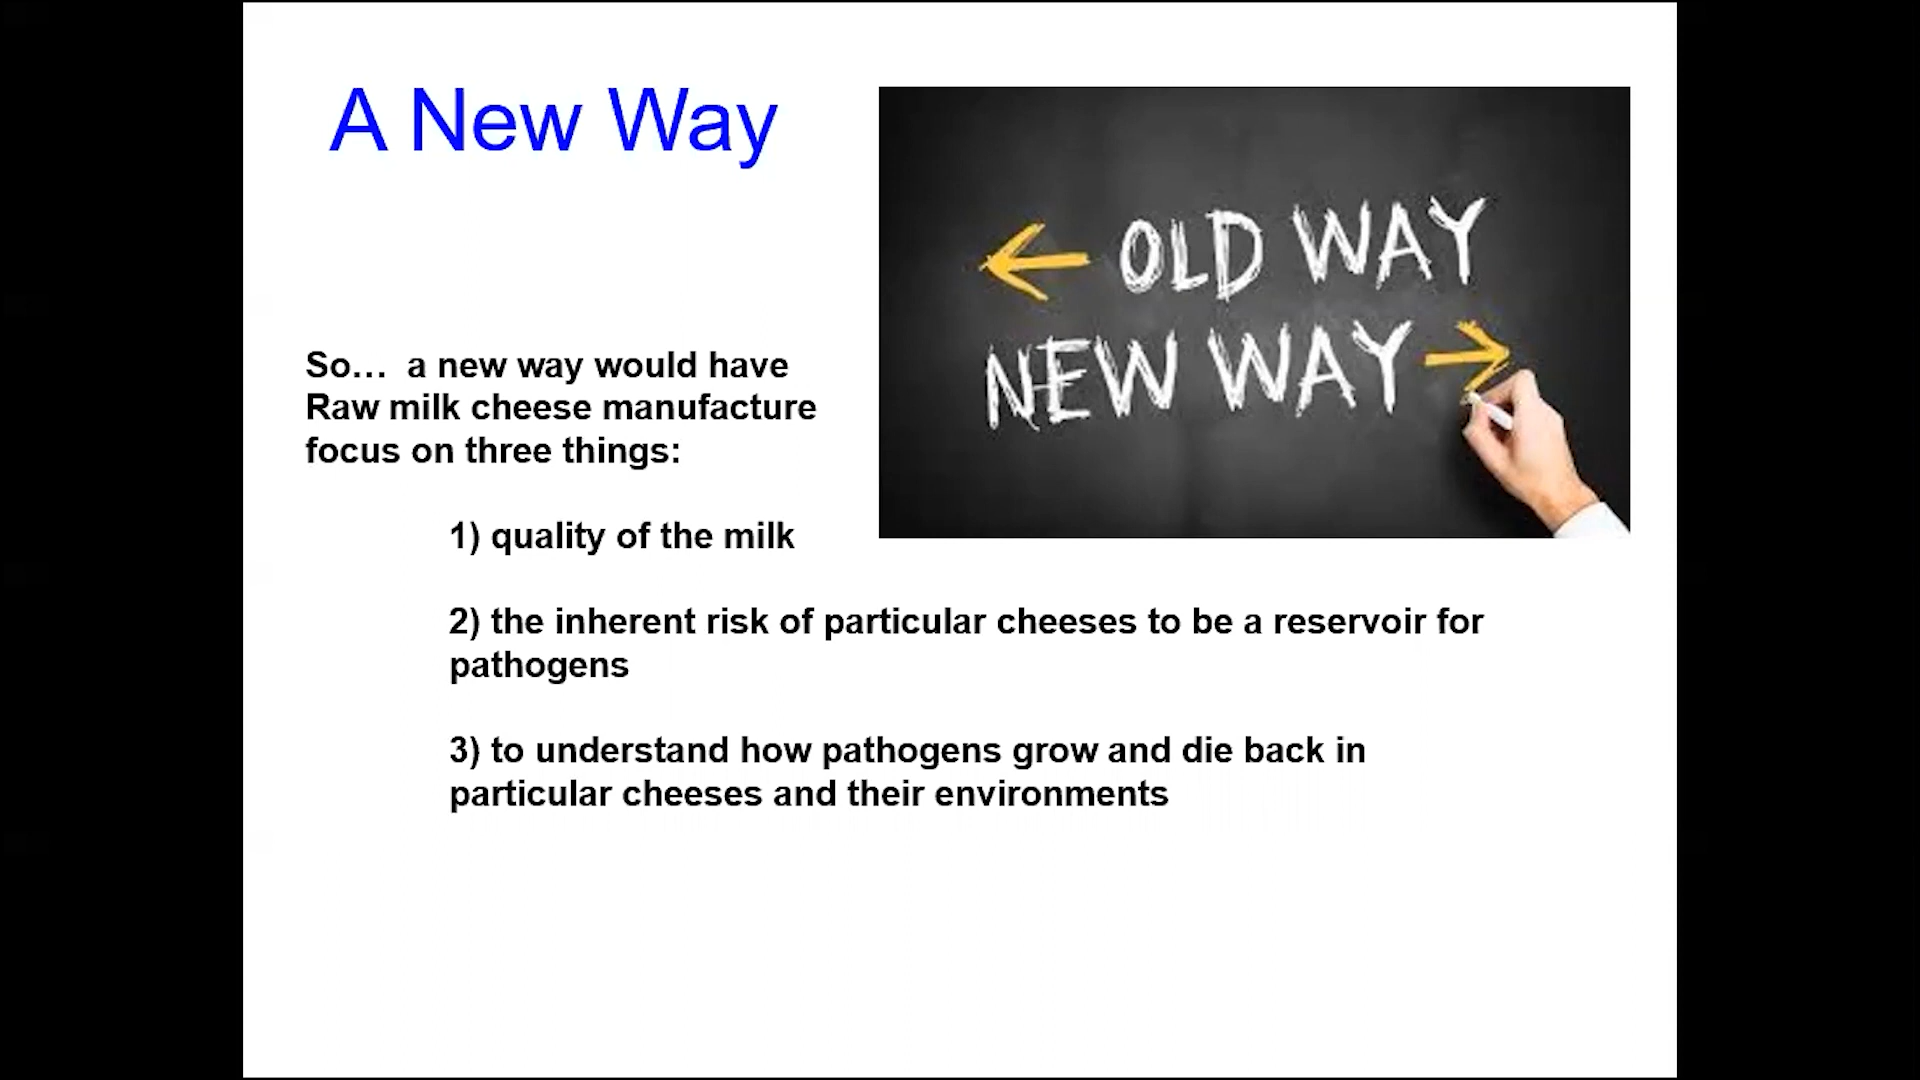 A New Way
OLD WAY
NEW WAY
So… a new way would have
Raw milk cheese manufacture
focus on three things:
1) quality of the milk
2) the inherent risk of particular cheeses to be a reservoir for
pathogens
3) to understand how pathogens grow and die back in
particular cheeses and their environments